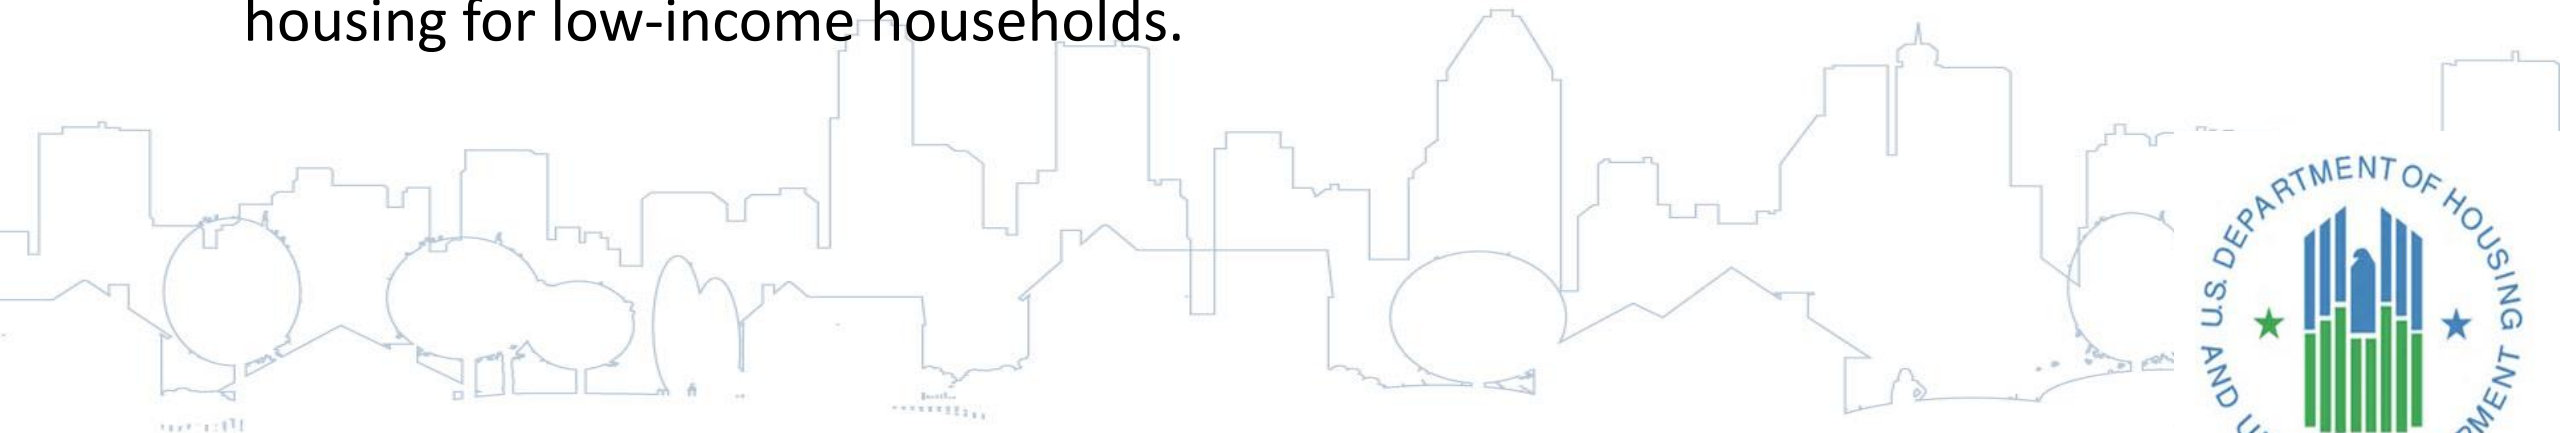 housing for low-income households.
U.S. DEPARTMENT OF HOUSING
AND